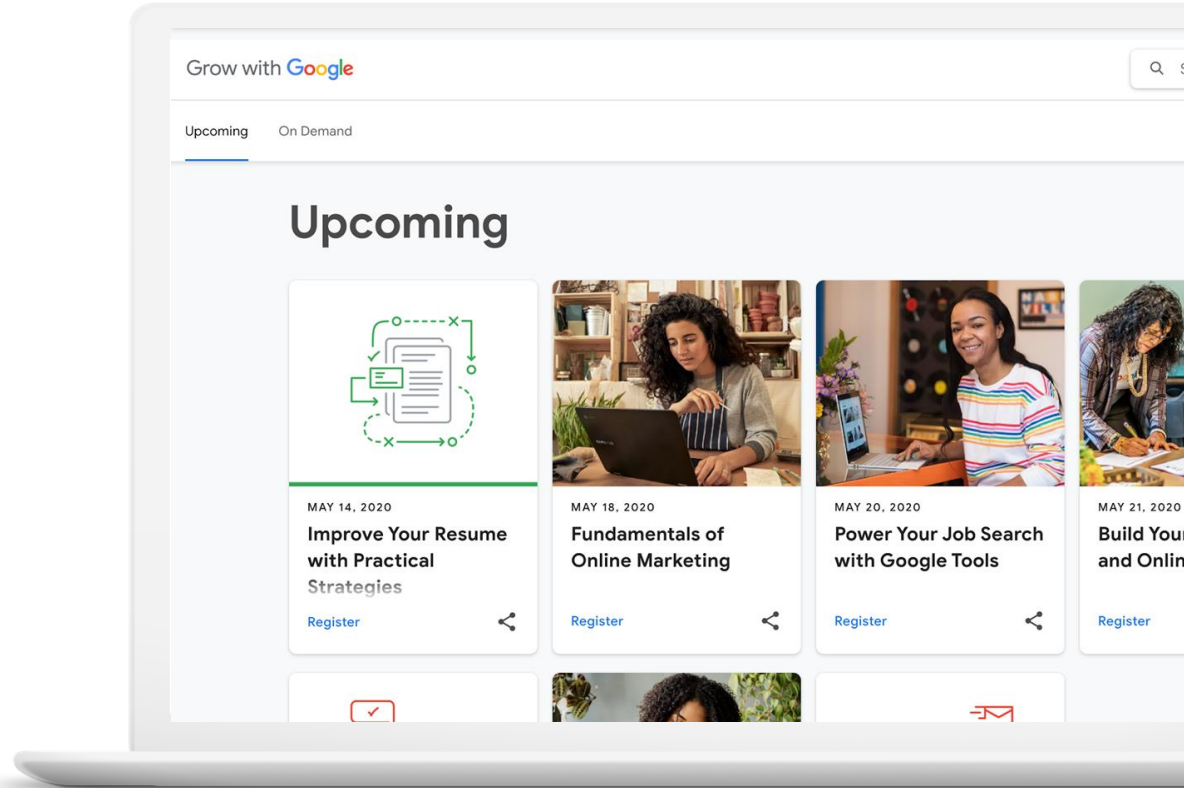 Grow with Google
Upcoming
On Demand
Upcoming
MAY 14, 2020
Improve Your Resume
with Practical
Strategies
Register
MAY 18, 2020
Fundamentals of
Online Marketing
Register
MAY 20, 2020
Power Your Job Search
with Google Tools
Register
MAY 21, 2020
Build Your
Register